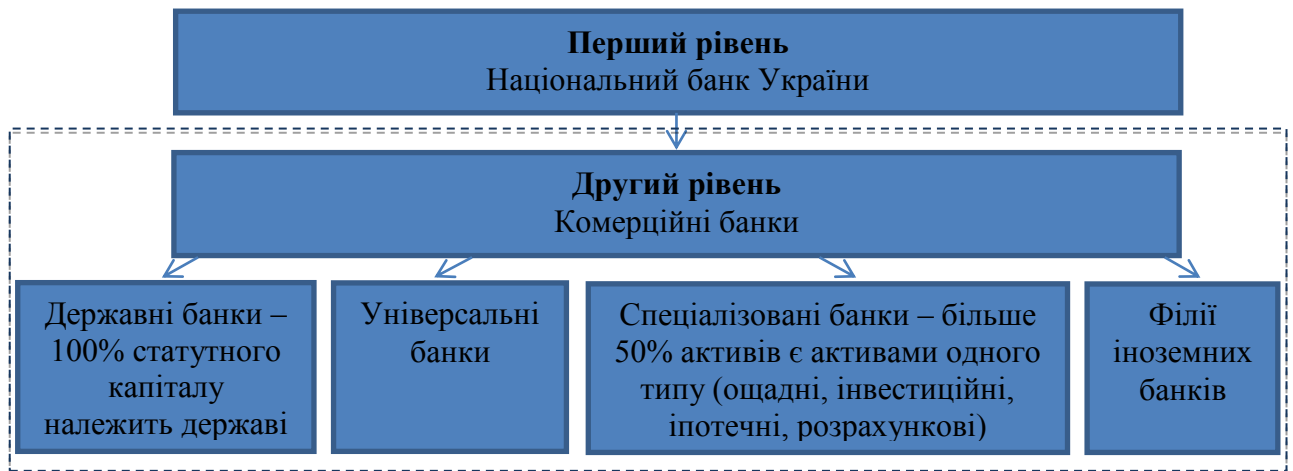 Перший рівень
Національний банк України
Другий рівень
Комерційні банки
Державні банки –
100% статутного
капіталу
належить державі
Універсальні
банки
Спеціалізовані банки – більше
50% активів є активами одного
типу (ощадні, інвестиційні,
іпотечні, розрахункові)
Філії
іноземних
банків